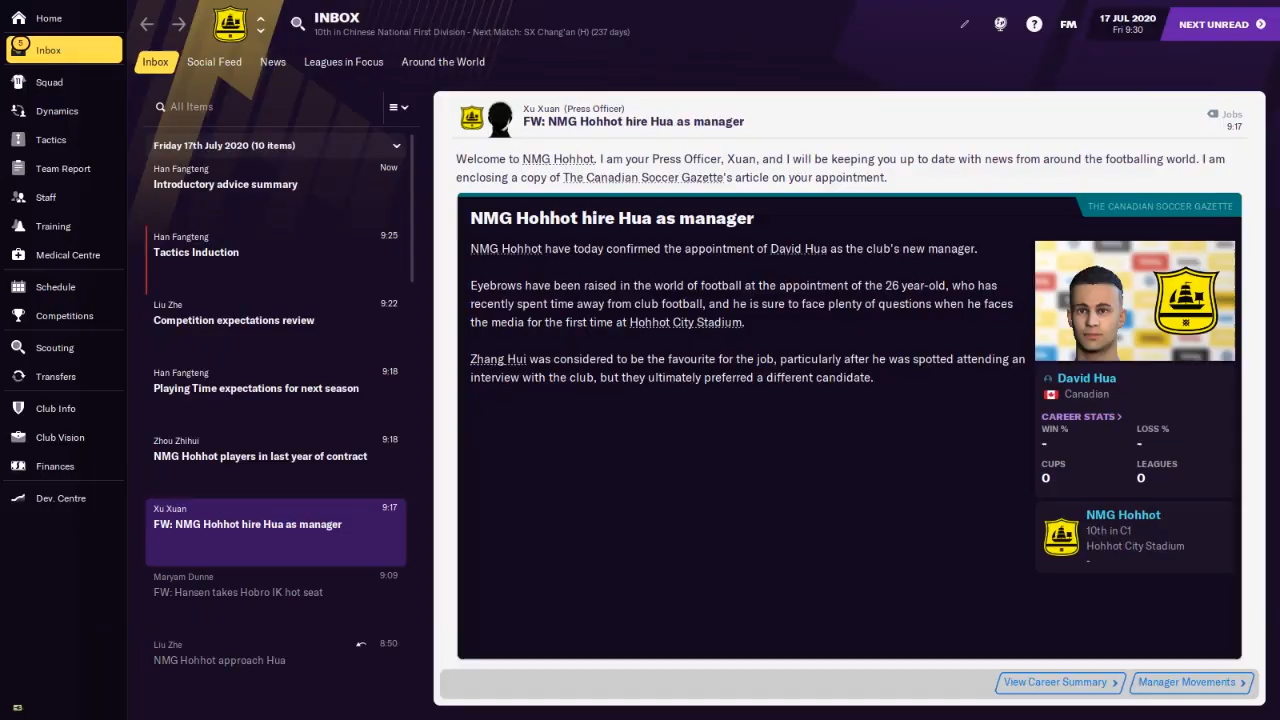 Home
5
Inbox
Squad
Dynamics
Tactics
Team Report
Staff
Training
Medical Centre
Schedule
Competitions
Scouting
Transfers
Club Info
Club Vision
Finances
Dev. Centre
INBOX
10th in Chinese National First Division - Next Match: SX Chang'an (H) (237 days)
?
FM
17 JUL 2020
Fri 9:30
NEXT UNREAD
Inbox
Social Feed
News
Leagues in Focus
Around the World
All Items
Friday 17th July 2020 (10 items)
Han Fangteng
Now
Introductory advice summary
Han Fangteng
9:25
Tactics Induction
Liu Zhe
9:22
Competition expectations review
Han Fangteng
9:18
Playing Time expectations for next season
Zhou Zhihui
9:18
NMG Hohhot players in last year of contract
Xu Xuan
9:17
FW: NMG Hohhot hire Hua as manager
Maryam Dunne
9:09
FW: Hansen takes Hobro IK hot seat
Liu Zhe
8:50
NMG Hohhot approach Hua
Xu Xuan (Press Officer)
FW: NMG Hohhot hire Hua as manager
Jobs
9:17
Welcome to NMG Hohhot. I am your Press Officer, Xuan, and I will be keeping you up to date with news from around the footballing world. I am
enclosing a copy of The Canadian Soccer Gazette's article on your appointment.
THE CANADIAN SOCCER GAZETTE
NMG Hohhot hire Hua as manager
NMG Hohhot have today confirmed the appointment of David Hua as the club's new manager.
Eyebrows have been raised in the world of football at the appointment of the 26 year-old, who has
recently spent time away from club football, and he is sure to face plenty of questions when he faces
the media for the first time at Hohhot City Stadium.
Zhang Hui was considered to be the favourite for the job, particularly after he was spotted attending an
interview with the club, but they ultimately preferred a different candidate.
David Hua
Canadian
CAREER STATS >
WIN %
LOSS %
-
-
CUPS
LEAGUES
0
0
NMG Hohhot
10th in C1
Hohhot City Stadium
-
View Career Summary >
Manager Movements >